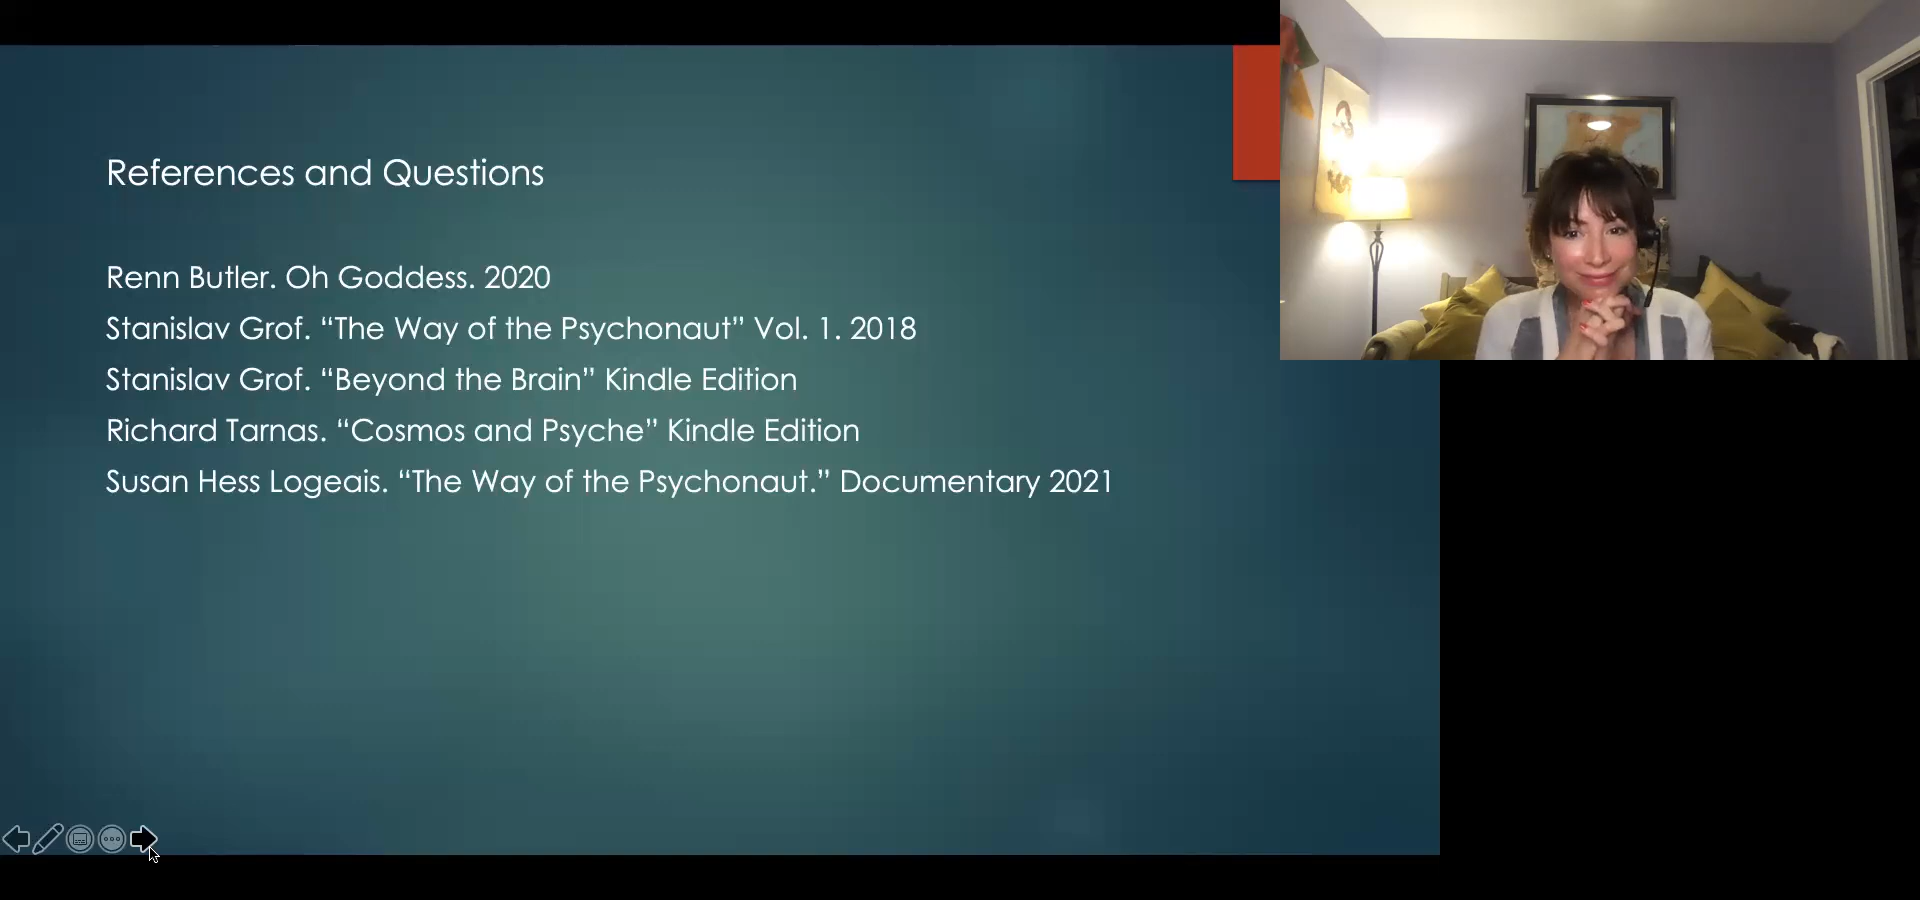 References and Questions
Renn Butler. Oh Goddess. 2020
Stanislav Grof. “The Way of the Psychonaut” Vol. 1. 2018
Stanislav Grof. “Beyond the Brain” Kindle Edition
Richard Tarnas. “Cosmos and Psyche” Kindle Edition
Susan Hess Logeais. “The Way of the Psychonaut.” Documentary 2021